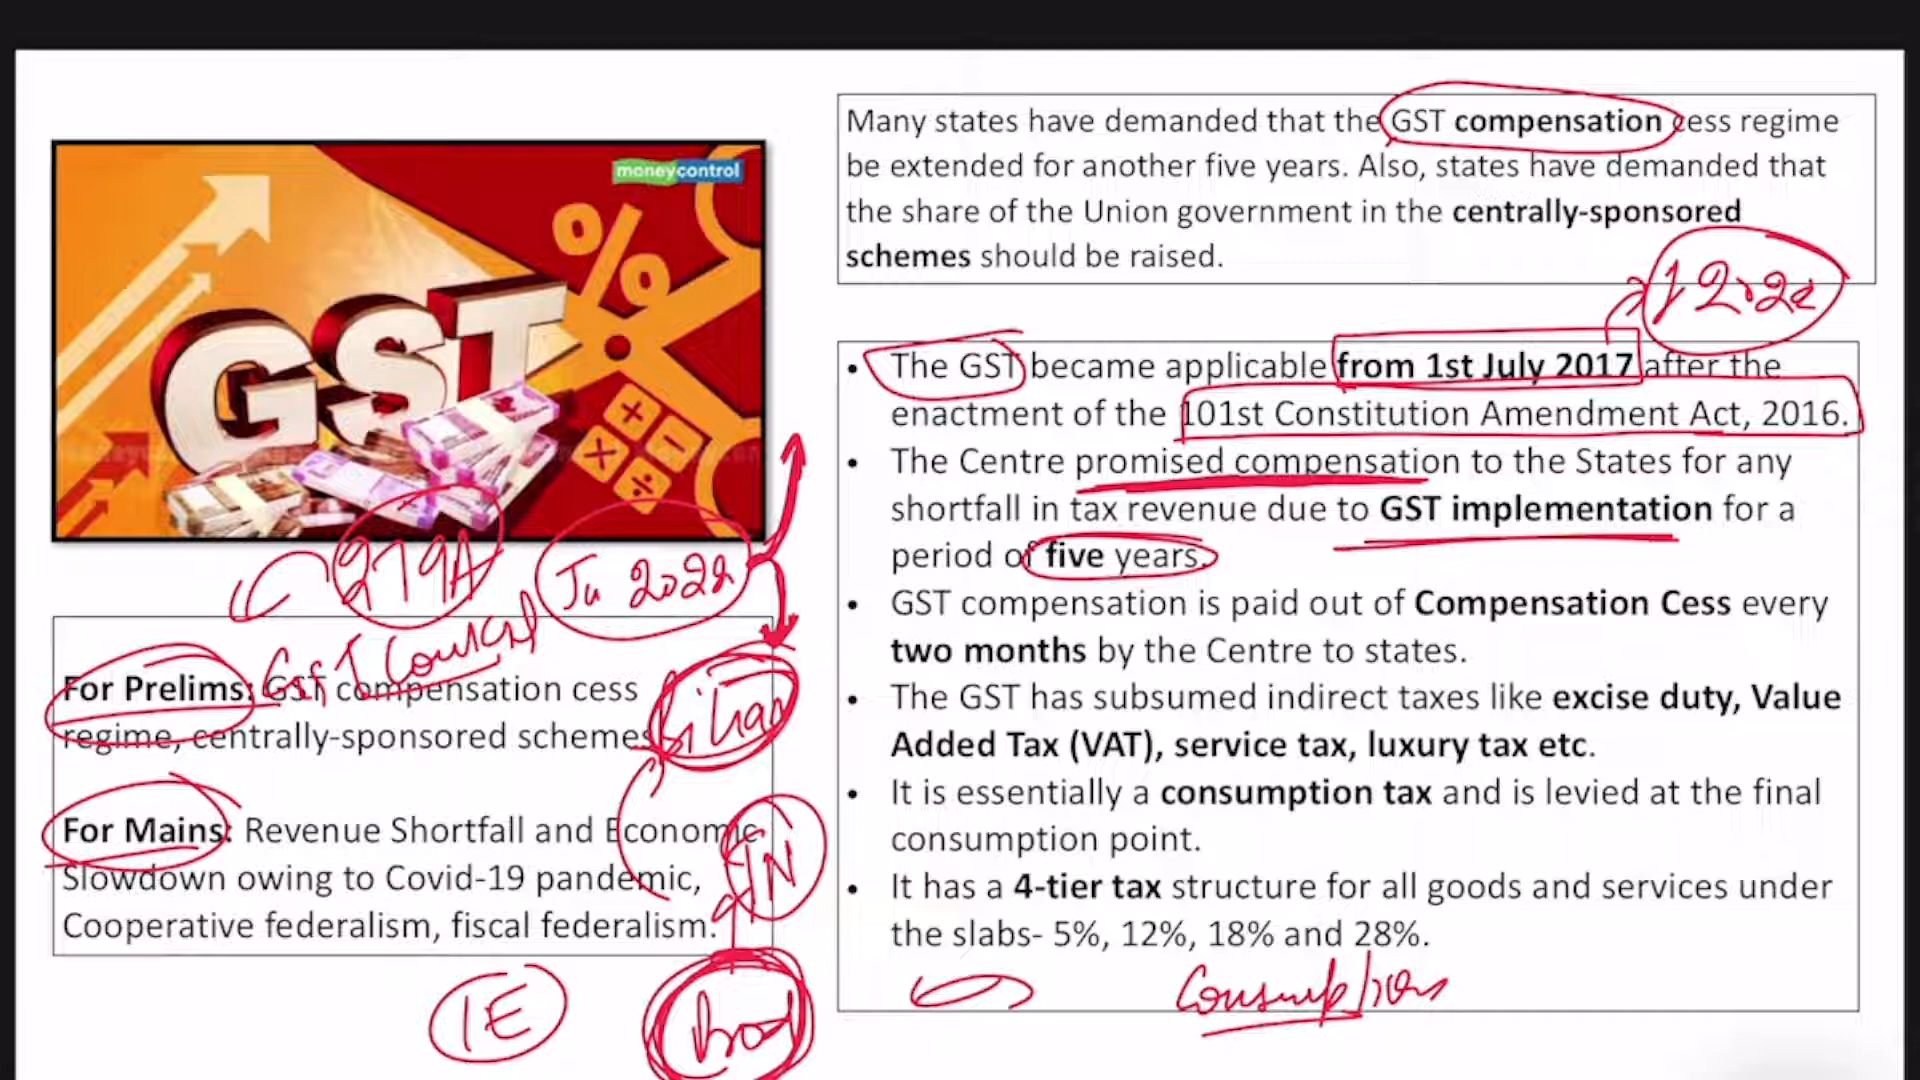 moneycontrol
%
GST
Many states have demanded that the GST compensation cess regime
be extended for another five years. Also, states have demanded that
the share of the Union government in the centrally-sponsored
schemes should be raised.
• The GST became applicable from 1st July 2017 after the
enactment of the 101st Constitution Amendment Act, 2016.
• The Centre promised compensation to the States for any
shortfall in tax revenue due to GST implementation for a
period of five years.
• GST compensation is paid out of Compensation Cess every
two months by the Centre to states.
• The GST has subsumed indirect taxes like excise duty, Value
Added Tax (VAT), service tax, luxury tax etc.
• It is essentially a consumption tax and is levied at the final
consumption point.
• It has a 4-tier tax structure for all goods and services under
the slabs- 5%, 12%, 18% and 28%.
Consumption
279A
Ju 2022
GST Council
For Prelims: GST compensation cess
regime, centrally-sponsored schemes
Bihar
For Mains: Revenue Shortfall and Economic
Slowdown owing to Covid-19 pandemic,
Cooperative federalism, fiscal federalism.
TN
IE